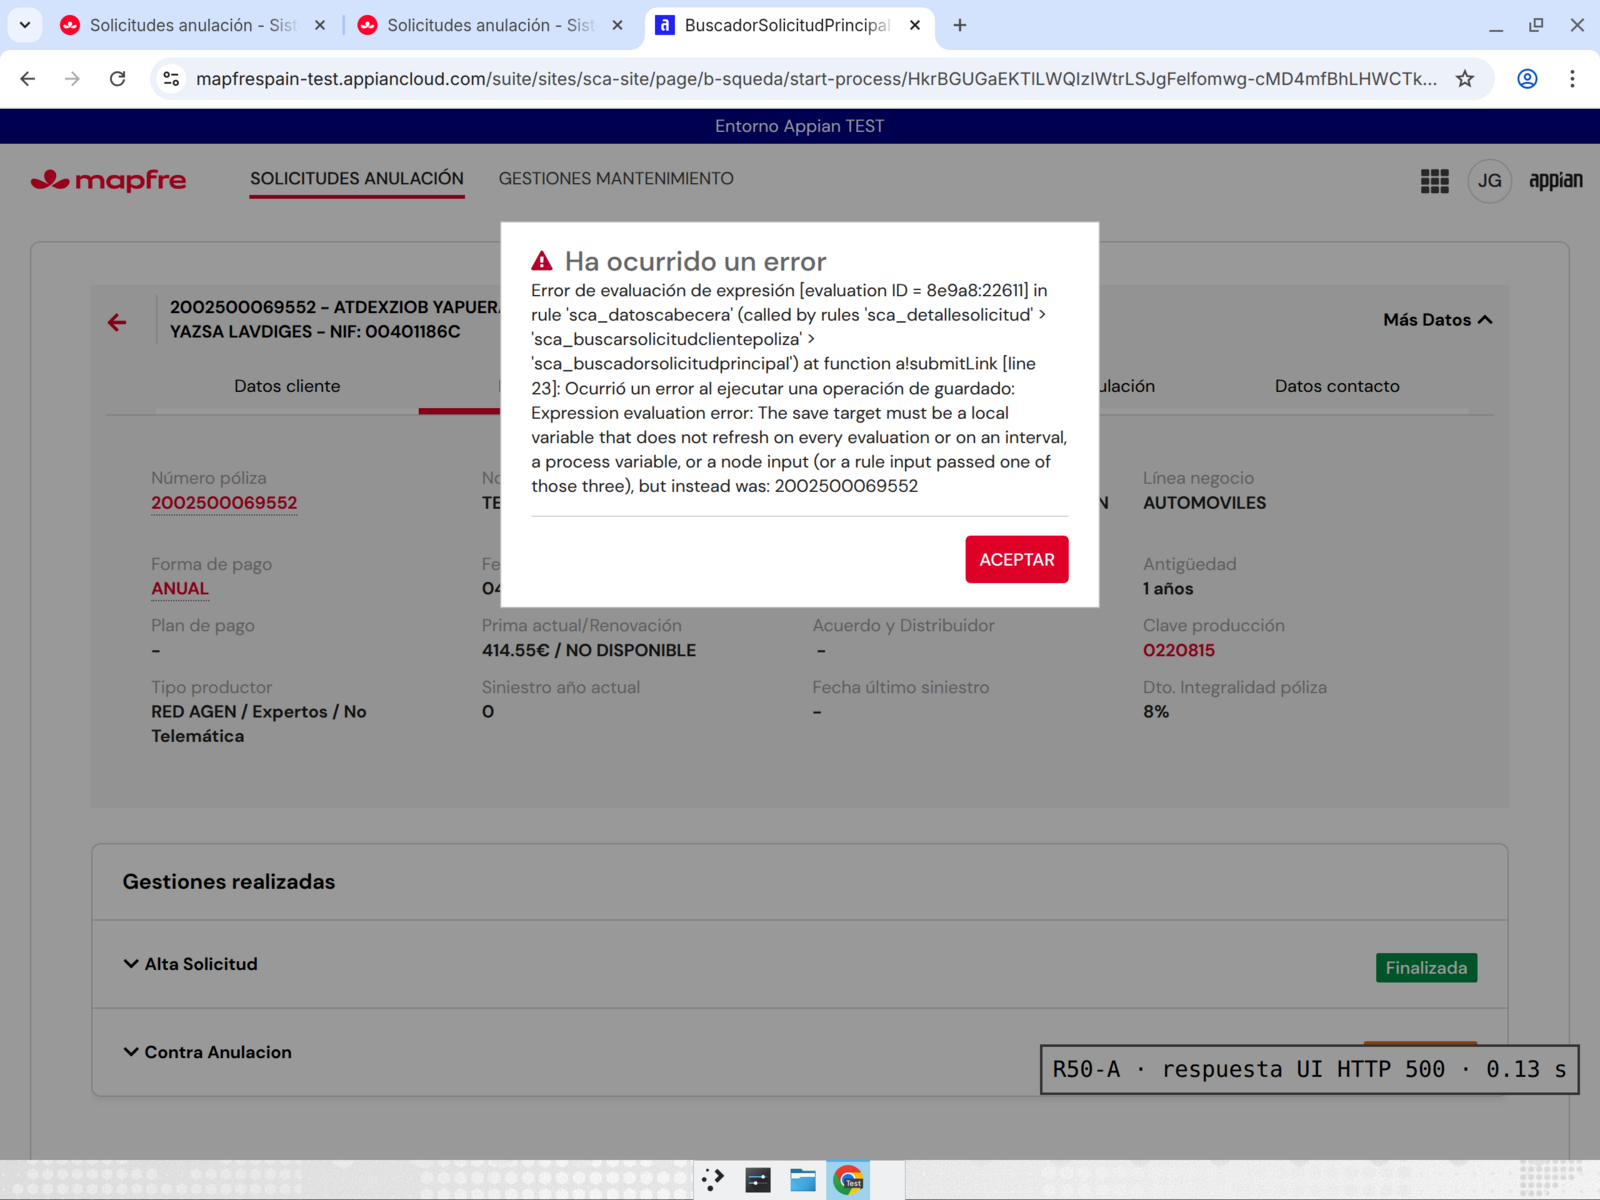 Solicitudes anulación - Sist
Solicitudes anulación - Sist
BuscadorSolicitudPrincipal
mapfrespain-test.appiancloud.com/suite/sites/sca-site/page/b-squeda/start-process/HkrBGUGaEKTlLWQIzIWtrLSJgFelfomwg-cMD4mfBhLHWCTk...
Entorno Appian TEST
mapfre
SOLICITUDES ANULACIÓN
GESTIONES MANTENIMIENTO
JG
appian
Ha ocurrido un error
Error de evaluación de expresión [evaluation ID = 8e9a8:22611] in
rule 'sca_datoscabecera' (called by rules 'sca_detallesolicitud' >
'sca_buscarsolicitudclientepoliza' >
'sca_buscadorsolicitudprincipal') at function a!submitLink [line
23]: Ocurrió un error al ejecutar una operación de guardado:
Expression evaluation error: The save target must be a local
variable that does not refresh on every evaluation or on an interval,
a process variable, or a node input (or a rule input passed one of
those three), but instead was: 2002500069552
ACEPTAR
2002500069552 - ATDEXZIOB YAPUER
YAZSA LAVDIGES - NIF: 00401186C
Más Datos
Datos cliente
ulación
Datos contacto
Número póliza
2002500069552
No
TE
N
Línea negocio
AUTOMOVILES
Forma de pago
ANUAL
Fe
04
Antigüedad
1 años
Plan de pago
-
Prima actual/Renovación
414.55€ / NO DISPONIBLE
Acuerdo y Distribuidor
-
Clave producción
0220815
Tipo productor
RED AGEN / Expertos / No
Telemática
Siniestro año actual
0
Fecha último siniestro
-
Dto. Integralidad póliza
8%
Gestiones realizadas
Alta Solicitud
Finalizada
Contra Anulacion
R50-A · respuesta UI HTTP 500 · 0.13 s
Test